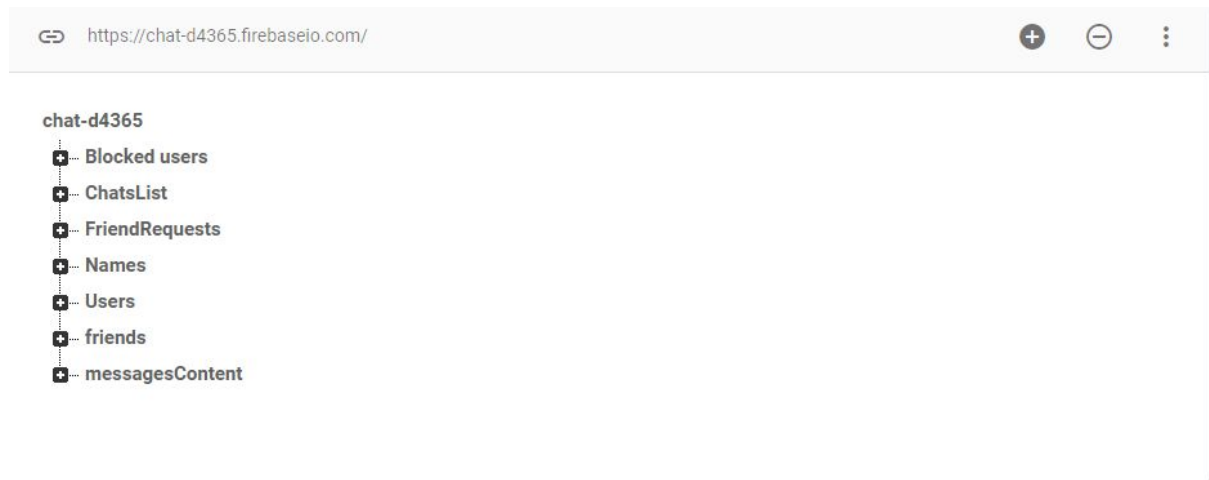 https://chat-d4365.firebaseio.com/
chat-d4365
Blocked users
ChatsList
FriendRequests
Names
Users
friends
messagesContent